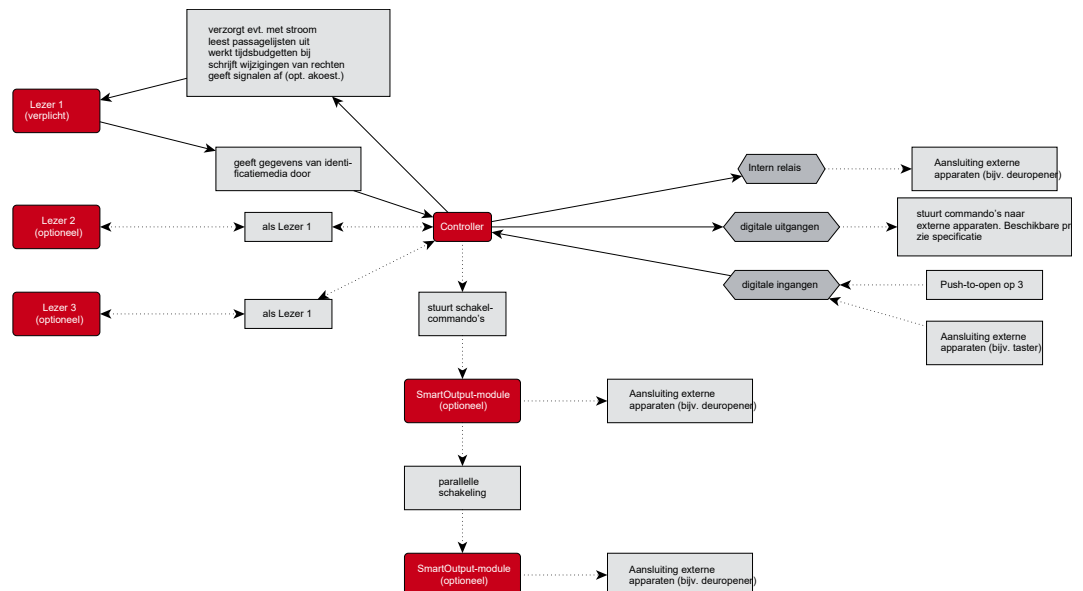 verzorgt evt. met stroom
leest passagelijsten uit
werkt tijdsbudgetten bij
schrijft wijzigingen van rechten
geeft signalen af (opt. akoest.)
Lezer 1
(verplicht)
geeft gegevens van identi-
ficatiemedia door
Intern relais
Aansluiting externe
apparaten (bijv. deuropener)
Lezer 2
(optioneel)
als Lezer 1
Controller
digitale uitgangen
stuurt commando's naar
externe apparaten. Beschikbare
zie specificatie
digitale ingangen
Push-to-open op 3
Lezer 3
(optioneel)
als Lezer 1
stuurt schakel-
commando's
Aansluiting externe
apparaten (bijv. taster)
SmartOutput-module
(optioneel)
Aansluiting externe
apparaten (bijv. deuropener)
parallelle
schakeling
SmartOutput-module
(optioneel)
Aansluiting externe
apparaten (bijv. deuropener)